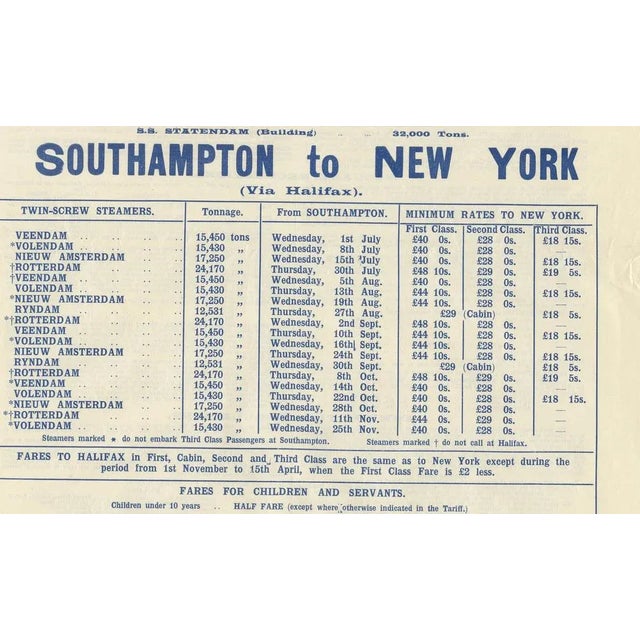 S.S. STATENDAM (Building) .. .. 32,000 Tons.
SOUTHAMPTON to NEW YORK
(Via Halifax).
TWIN-SCREW STEAMERS. Tonnage. From SOUTHAMPTON. MINIMUM RATES TO NEW YORK.
First Class. Second Class. Third Class.
VEENDAM .. .. .. .. 15,450 tons Wednesday, 1st July £40 0s. £28 0s. £18 15s.
*VOLENDAM .. .. .. .. 15,430 „ Wednesday, 8th July £40 0s. £28 0s. —
NIEUW AMSTERDAM .. .. 17,250 „ Wednesday, 15th July £40 0s. £28 0s. £18 15s.
†ROTTERDAM .. .. .. 24,170 „ Thursday, 30th July £48 10s. £29 0s. £19 5s.
†VEENDAM .. .. .. .. 15,450 „ Wednesday, 5th Aug. £40 0s. £28 0s. —
VOLENDAM .. .. .. .. 15,430 „ Thursday, 13th Aug. £44 10s. £28 0s. £18 15s.
*NIEUW AMSTERDAM .. .. 17,250 „ Wednesday, 19th Aug. £44 10s. £28 0s. —
RYNDAM .. .. .. .. 12,531 „ Thursday, 27th Aug. £29 (Cabin) £18 5s.
*†ROTTERDAM .. .. .. 24,170 „ Wednesday, 2nd Sept. £48 10s. £28 0s. —
VEENDAM .. .. .. .. 15,450 „ Thursday, 10th Sept. £44 10s. £28 0s. £18 15s.
*VOLENDAM .. .. .. .. 15,430 „ Wednesday, 16th Sept. £44 10s. £28 0s. —
NIEUW AMSTERDAM .. .. 17,250 „ Thursday, 24th Sept. £44 10s. £28 0s. £18 15s.
RYNDAM .. .. .. .. 12,531 „ Wednesday, 30th Sept. £29 (Cabin) £18 5s.
†ROTTERDAM .. .. .. 24,170 „ Thursday, 8th Oct. £48 10s. £29 0s. £19 5s.
*VEENDAM .. .. .. .. 15,450 „ Wednesday, 14th Oct. £40 0s. £28 0s. —
VOLENDAM .. .. .. .. 15,430 „ Thursday, 22nd Oct. £40 0s. £28 0s. £18 15s.
*NIEUW AMSTERDAM .. .. 17,250 „ Wednesday, 28th Oct. £40 0s. £28 0s. —
*†ROTTERDAM .. .. .. 24,170 „ Wednesday, 11th Nov. £44 0s. £28 0s. —
*VOLENDAM .. .. .. .. 15,430 „ Wednesday, 25th Nov. £40 0s. £29 0s. —
Steamers marked * do not embark Third Class Passengers at Southampton. Steamers marked † do not call at Halifax.
FARES TO HALIFAX in First, Cabin, Second and Third Class are the same as to New York except during the
period from 1st November to 15th April, when the First Class Fare is £2 less.
FARES FOR CHILDREN AND SERVANTS.
Children under 10 years .. HALF FARE (except where otherwise indicated in the Tariff.)